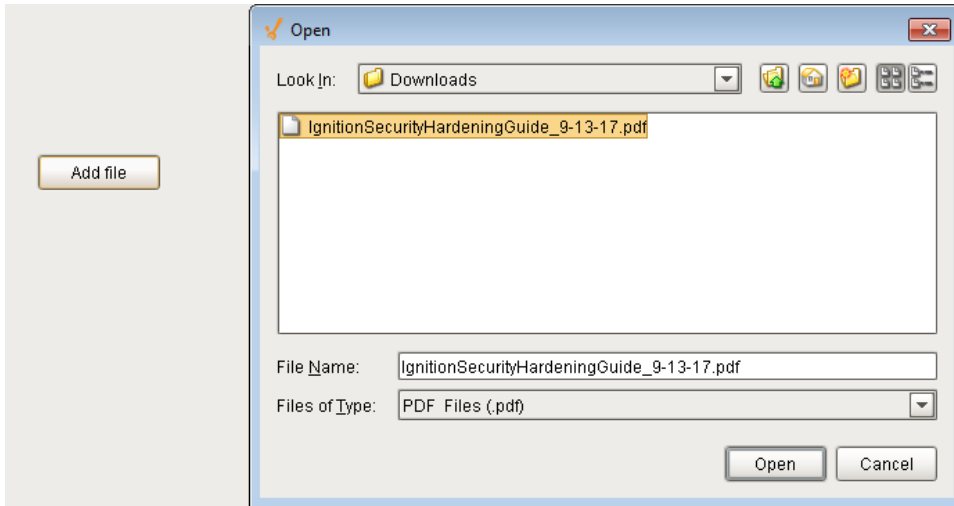 Open
Look In: Downloads
IgnitionSecurityHardeningGuide_9-13-17.pdf
Add file
File Name: IgnitionSecurityHardeningGuide_9-13-17.pdf
Files of Type: PDF Files (.pdf)
Open Cancel